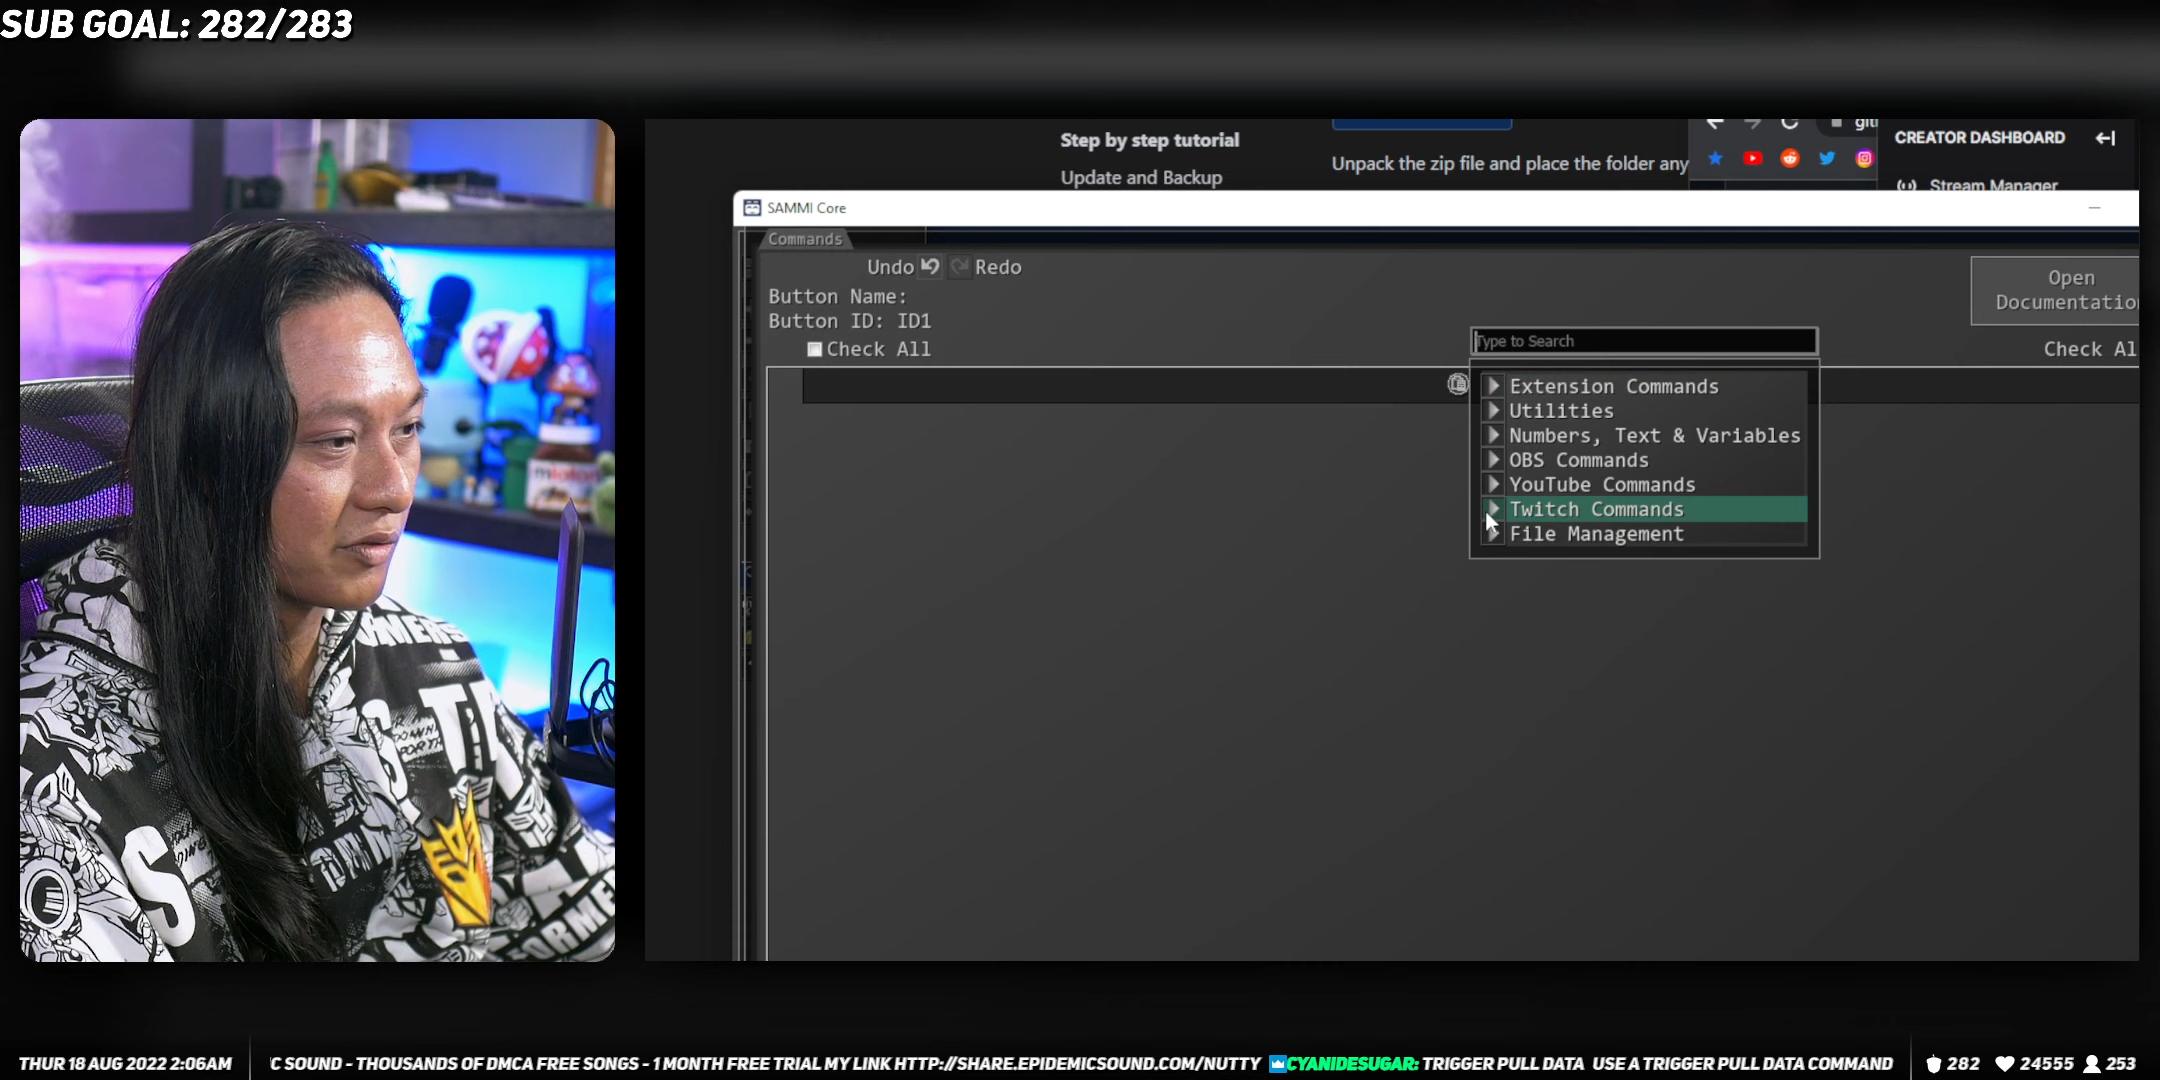 SUB GOAL: 282/283
Step by step tutorial
Update and Backup
Unpack the zip file and place the folder any
CREATOR DASHBOARD
Stream Manager
SAMMI Core
Commands
Undo Redo
Open
Documentatio
Button Name:
Button ID: ID1
Check All
Check Al
Type to Search
Extension Commands
Utilities
Numbers, Text & Variables
OBS Commands
YouTube Commands
Twitch Commands
File Management
THUR 18 AUG 2022 2:06AM
'C SOUND - THOUSANDS OF DMCA FREE SONGS - 1 MONTH FREE TRIAL MY LINK HTTP://SHARE.EPIDEMICSOUND.COM/NUTTY CYANIDESUGAR: TRIGGER PULL DATA USE A TRIGGER PULL DATA COMMAND
282 24555 253